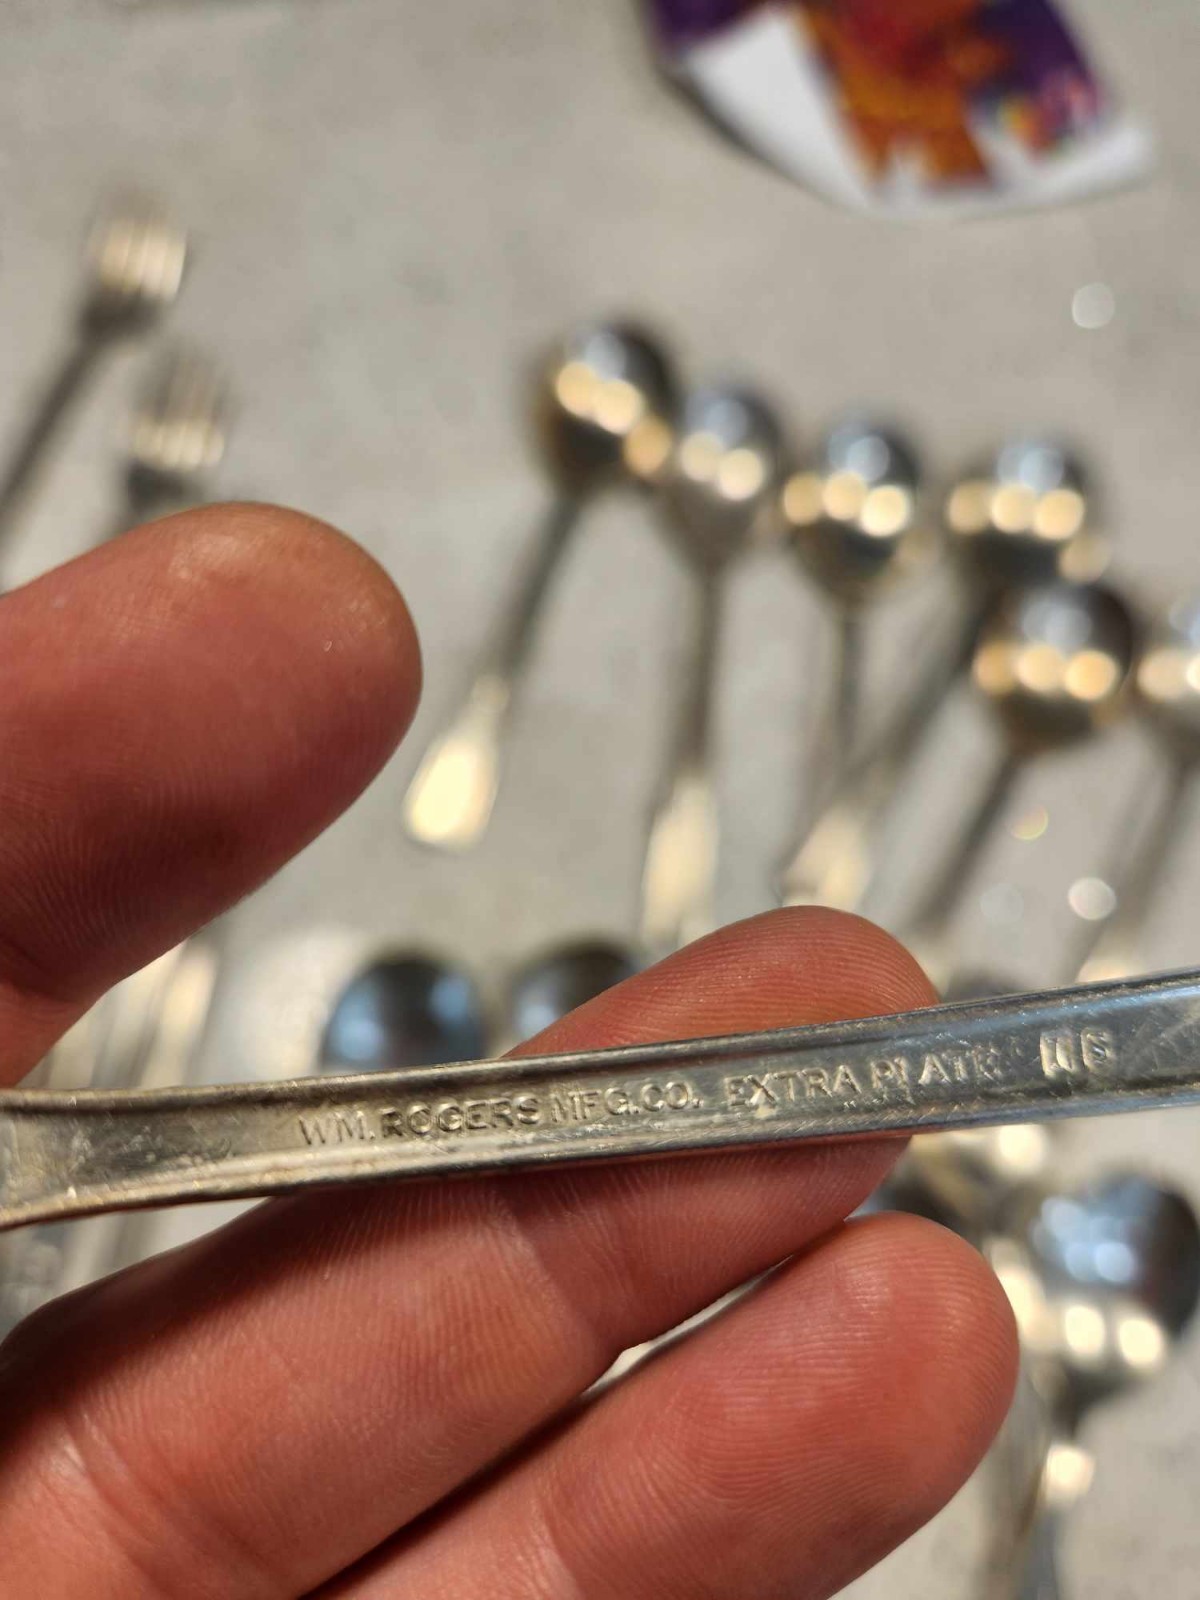 WM. ROGERS MFG. CO. EXTRA PLATE